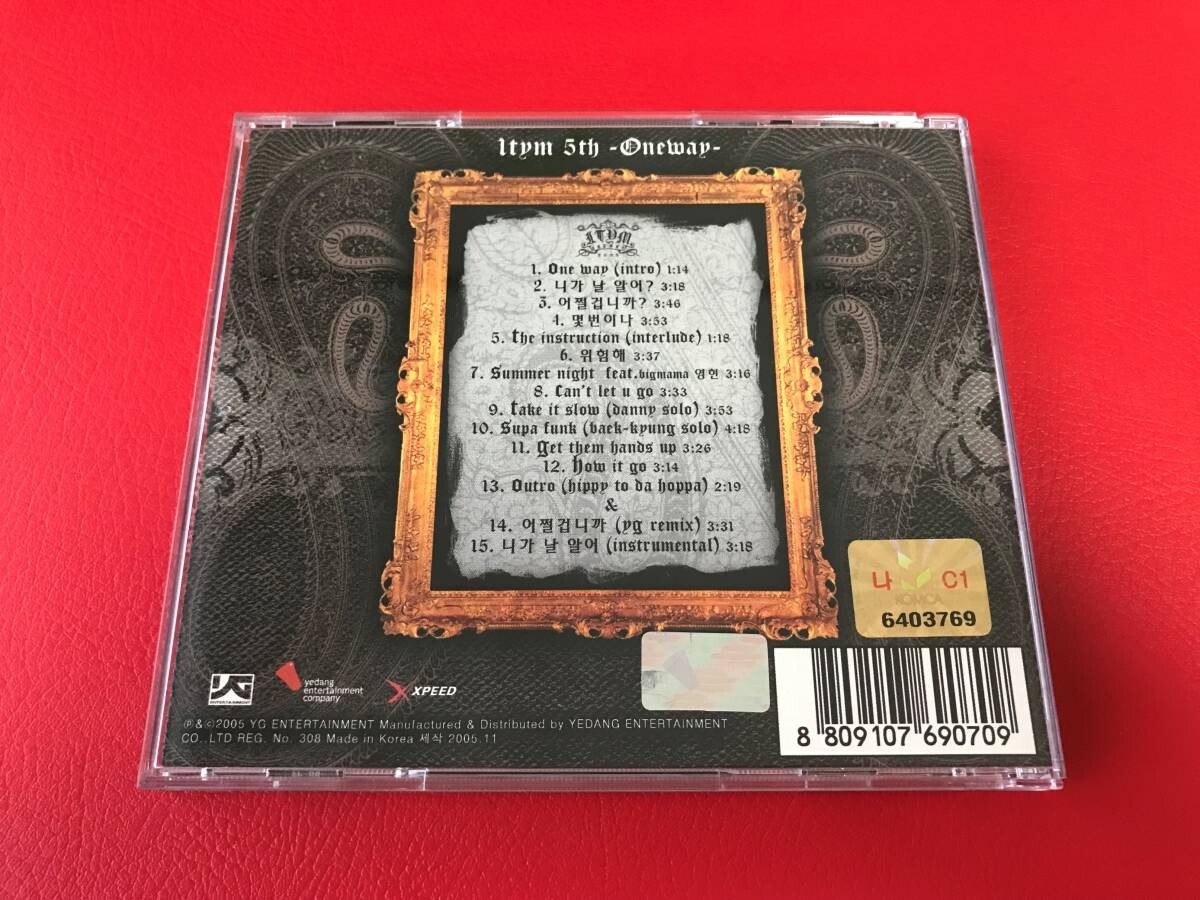 1tym 5th -Oneway-
1TYM
1. One way (intro) 1:14
2. 니가 날 알어? 3:18
3. 어쩔겁니까? 3:46
4. 몇번이나 3:53
5. The instruction (interlude) 1:18
6. 위험해 3:37
7. Summer night feat.bigmama 영현 3:16
8. Can't let u go 3:33
9. Take it slow (danny solo) 3:53
10. Supa funk (baek-kyung solo) 4:18
11. Get them hands up 3:26
12. How it go 3:14
13. Outro (hippy to da hoppa) 2:19
&
14. 어쩔겁니까 (yg remix) 3:31
15. 니가 날 알어 (instrumental) 3:18
나 C1
KOMCA
6403769
YG
ENTERTAINMENT
yedang
entertainment
company
XPEED
℗&©2005 YG ENTERTAINMENT Manufactured & Distributed by YEDANG ENTERTAINMENT
CO.,LTD REG. No. 308 Made in Korea 제작 2005.11
8 809107 690709